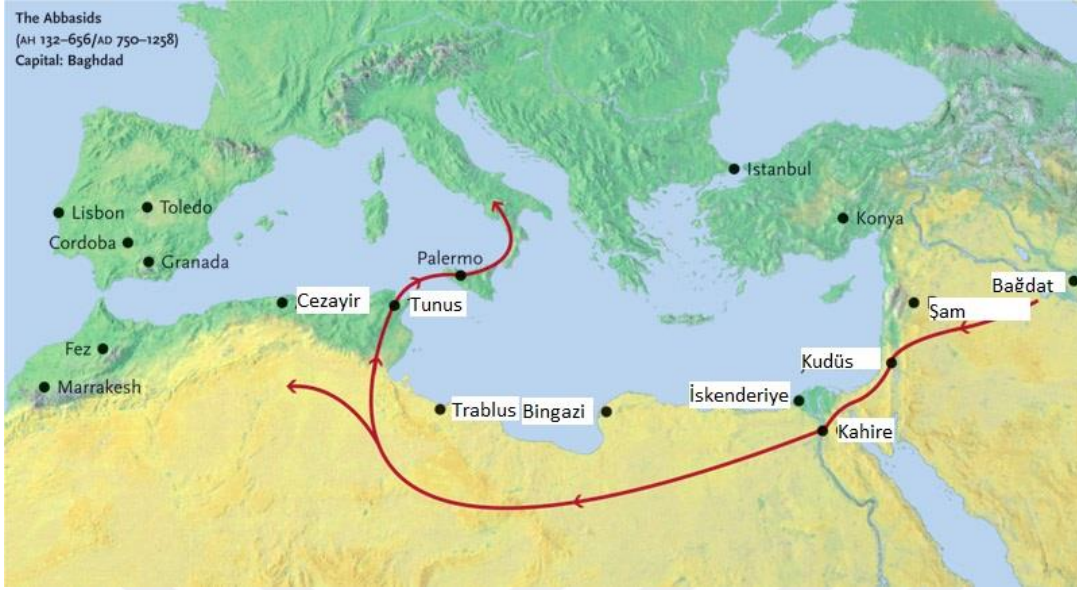 The Abbasids
(AH 132–656/AD 750–1258)
Capital: Baghdad
Istanbul
Lisbon
Toledo
Konya
Cordoba
Granada
Palermo
Bağdat
Cezayir
Tunus
Şam
Fez
Kudüs
Marrakesh
İskenderiye
Trablus
Bingazi
Kahire